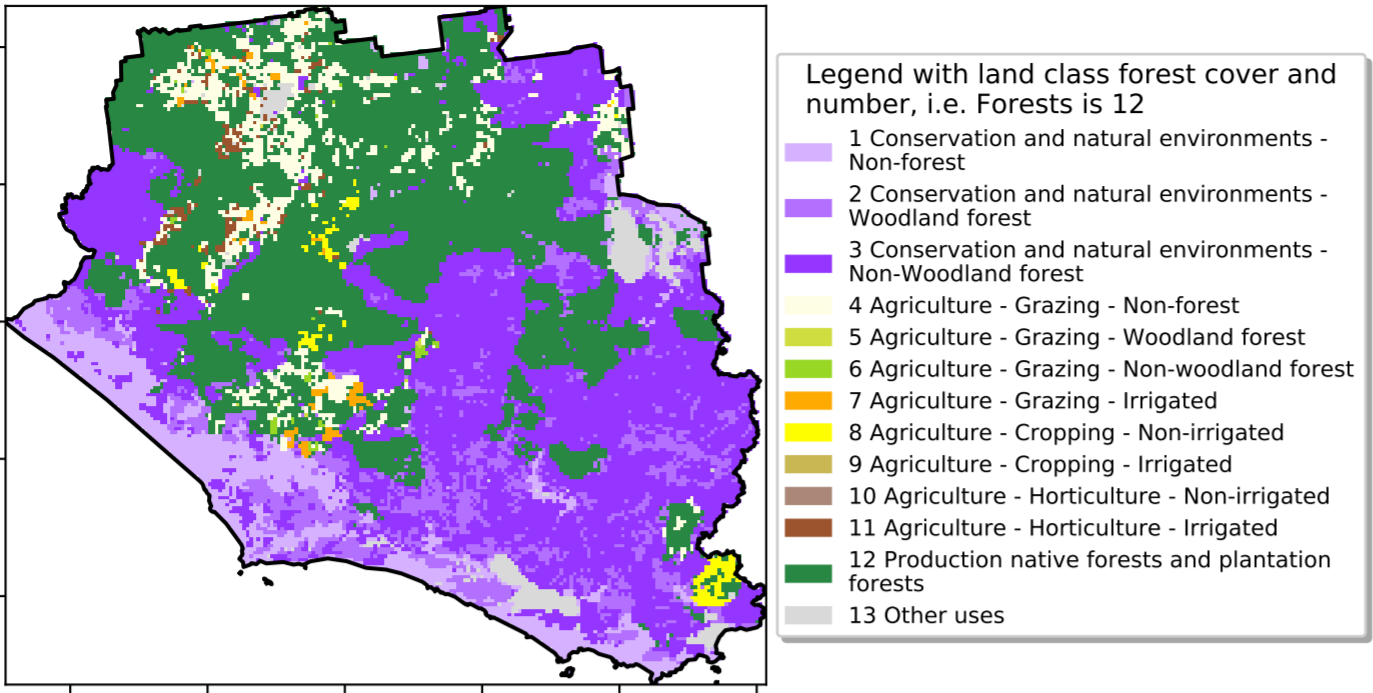 Legend with land class forest cover and
number, i.e. Forests is 12
1 Conservation and natural environments -
Non-forest
2 Conservation and natural environments -
Woodland forest
3 Conservation and natural environments -
Non-Woodland forest
4 Agriculture - Grazing - Non-forest
5 Agriculture - Grazing - Woodland forest
6 Agriculture - Grazing - Non-woodland forest
7 Agriculture - Grazing - Irrigated
8 Agriculture - Cropping - Non-irrigated
9 Agriculture - Cropping - Irrigated
10 Agriculture - Horticulture - Non-irrigated
11 Agriculture - Horticulture - Irrigated
12 Production native forests and plantation
forests
13 Other uses